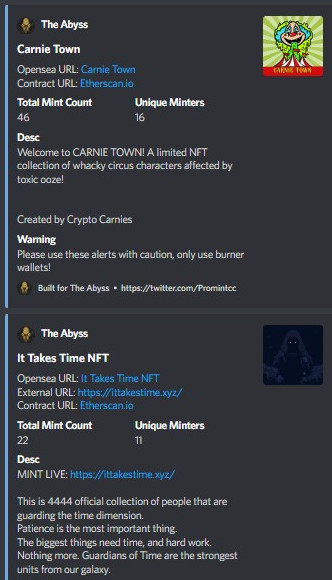 The Abyss
Carnie Town
Opensea URL: Carnie Town
Contract URL: Etherscan.io
Total Mint Count Unique Minters
46 16
Desc
Welcome to CARNIE TOWN! A limited NFT
collection of whacky circus characters affected by
toxic ooze!
Created by Crypto Carnies
Warning
Please use these alerts with caution, only use burner
wallets!
Built for The Abyss • https://twitter.com/Promintcc
CARNIE TOWN
The Abyss
It Takes Time NFT
Opensea URL: It Takes Time NFT
External URL: https://ittakestime.xyz/
Contract URL: Etherscan.io
Total Mint Count Unique Minters
22 11
Desc
MINT LIVE: https://ittakestime.xyz/
This is 4444 official collection of people that are
guarding the time dimension.
Patience is the most important thing.
The biggest things need time, and hard work.
Nothing more. Guardians of Time are the strongest
units from our galaxy.